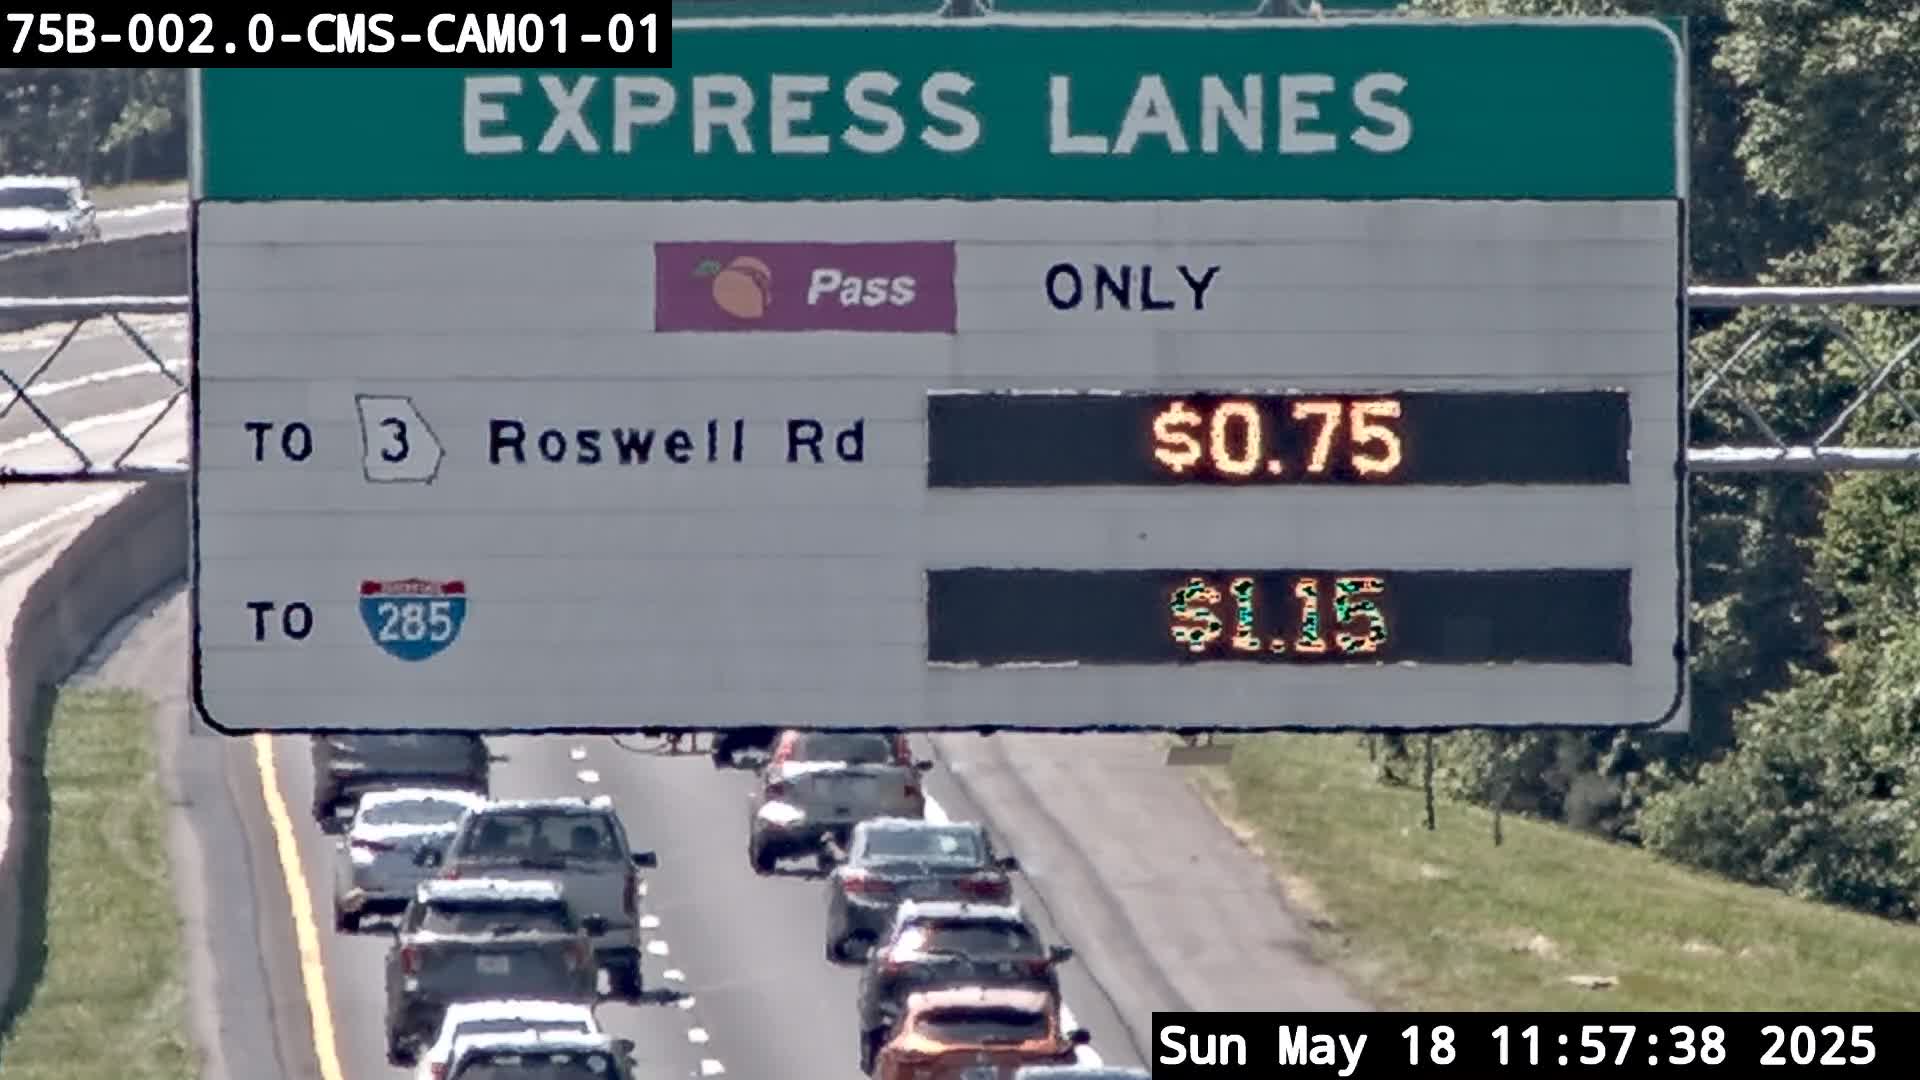 75B-002.0-CMS-CAM01-01
EXPRESS LANES
Pass ONLY
TO 3 Roswell Rd $0.75
TO 285 $1.15
Sun May 18 11:57:38 2025